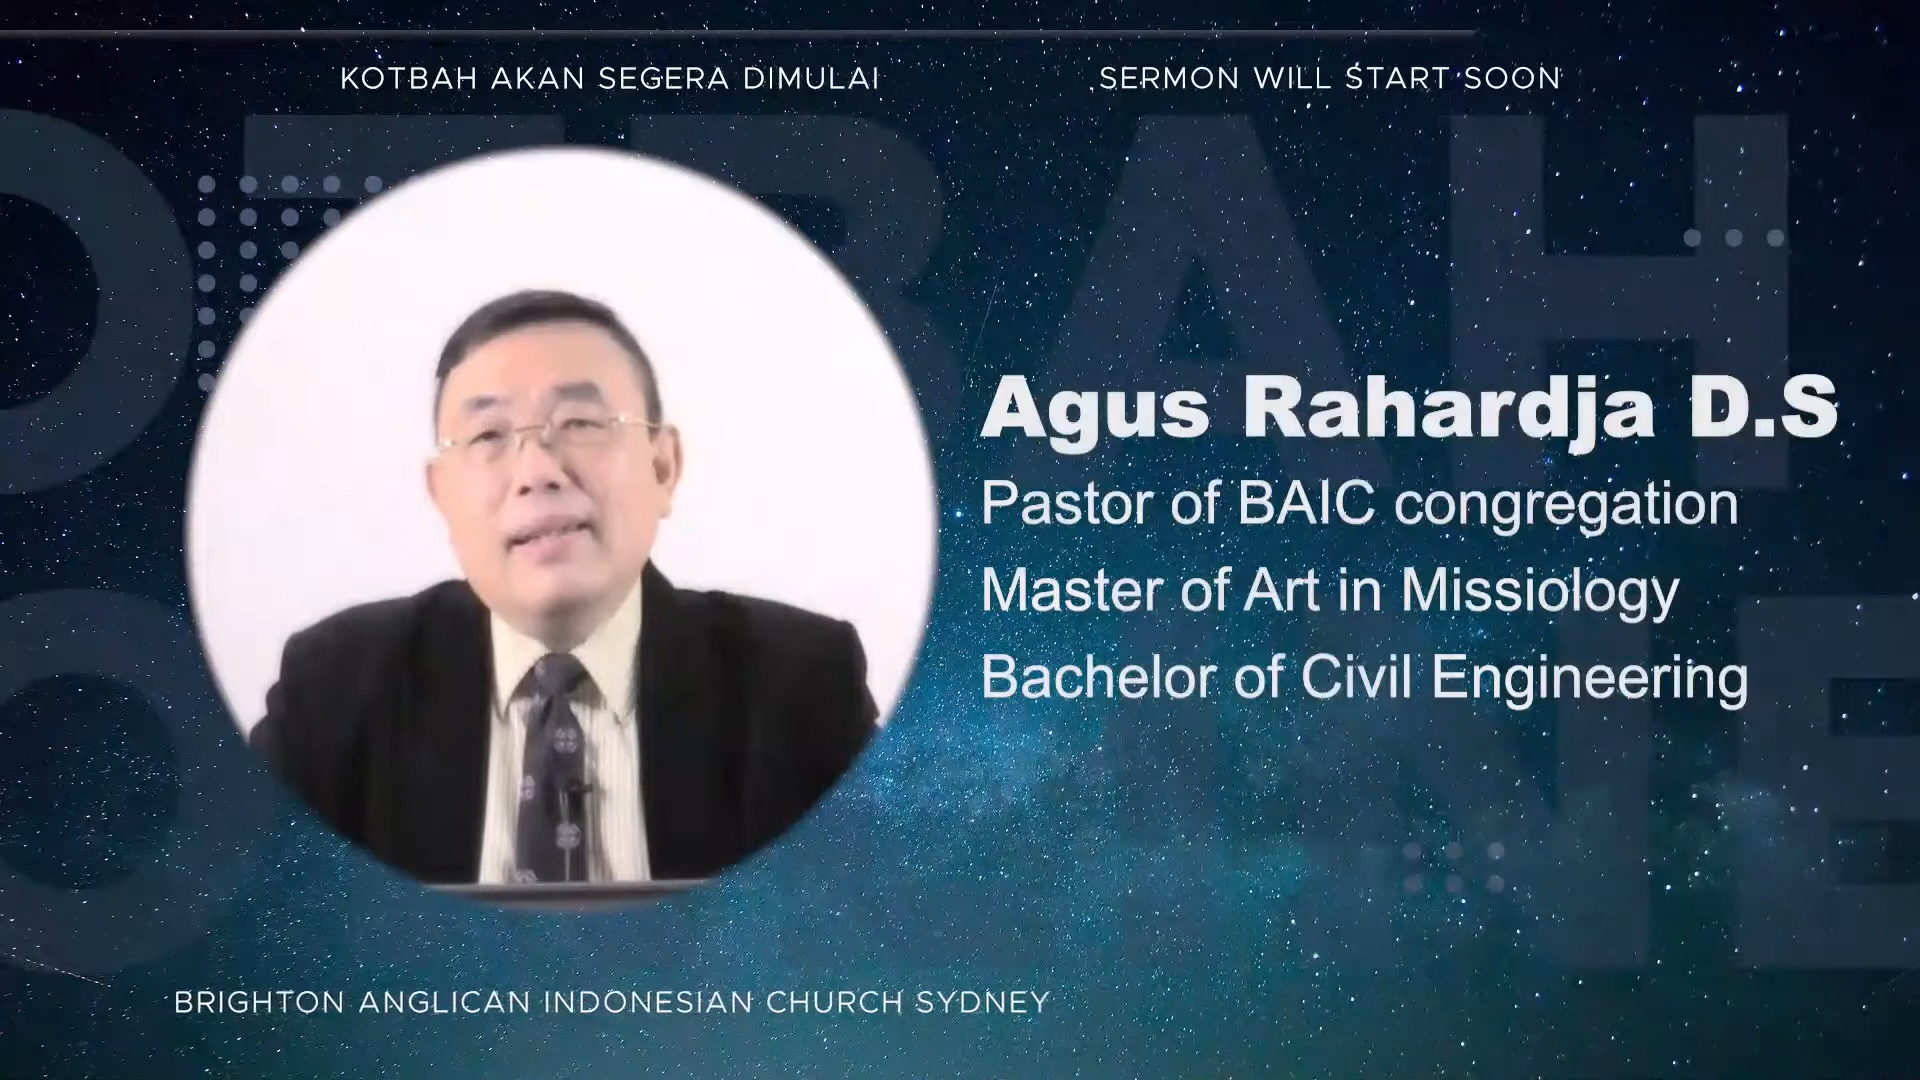 KOTBAH AKAN SEGERA DIMULAI
SERMON WILL START SOON
Agus Rahardja D.S
Pastor of BAIC congregation
Master of Art in Missiology
Bachelor of Civil Engineering
BRIGHTON ANGLICAN INDONESIAN CHURCH SYDNEY